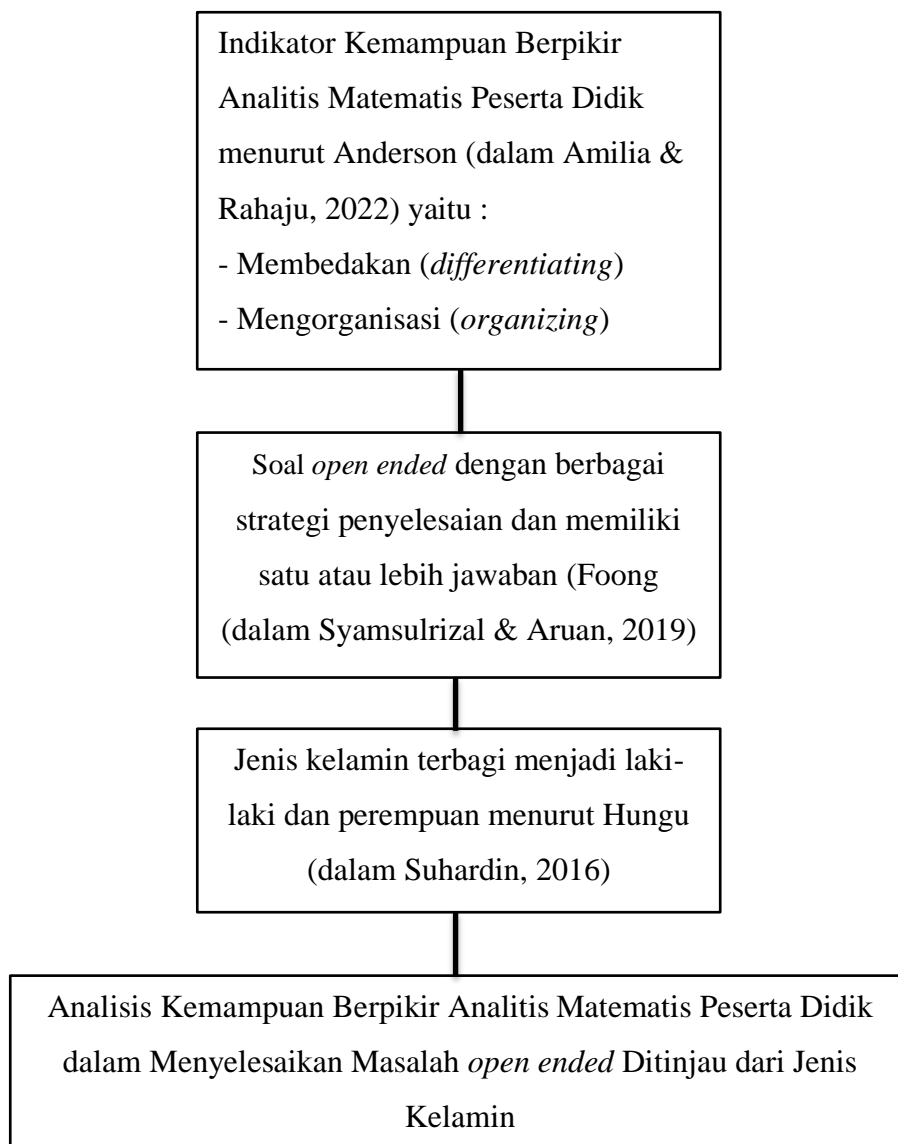 Indikator Kemampuan Berpikir
Analitis Matematis Peserta Didik
menurut Anderson (dalam Amilia &
Rahaju, 2022) yaitu :
- Membedakan (differentiating)
- Mengorganisasi (organizing)
Soal open ended dengan berbagai
strategi penyelesaian dan memiliki
satu atau lebih jawaban (Foong
(dalam Syamsulrizal & Aruan, 2019)
Jenis kelamin terbagi menjadi laki-
laki dan perempuan menurut Hungu
(dalam Suhardin, 2016)
Analisis Kemampuan Berpikir Analitis Matematis Peserta Didik
dalam Menyelesaikan Masalah open ended Ditinjau dari Jenis
Kelamin